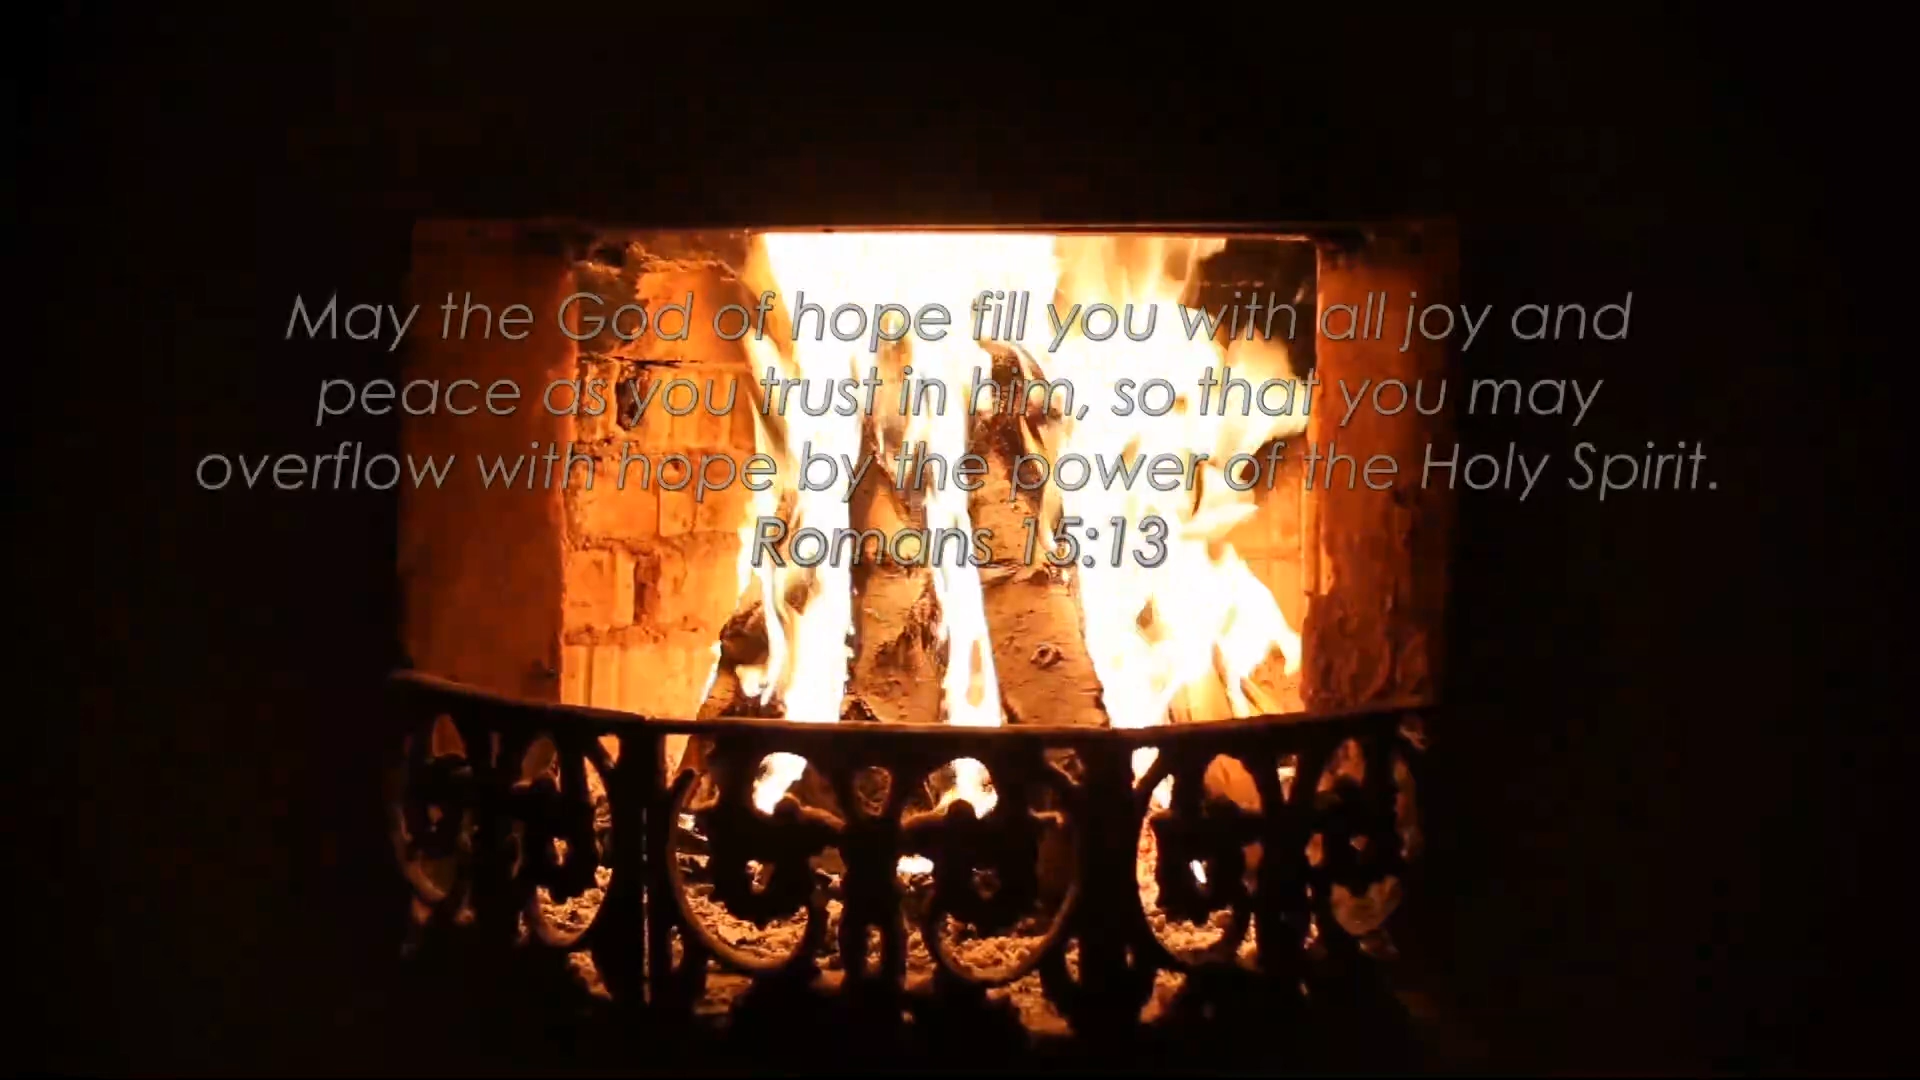 May the God of hope fill you with all joy and
peace as you trust in him, so that you may
overflow with hope by the power of the Holy Spirit.
Romans 15:13